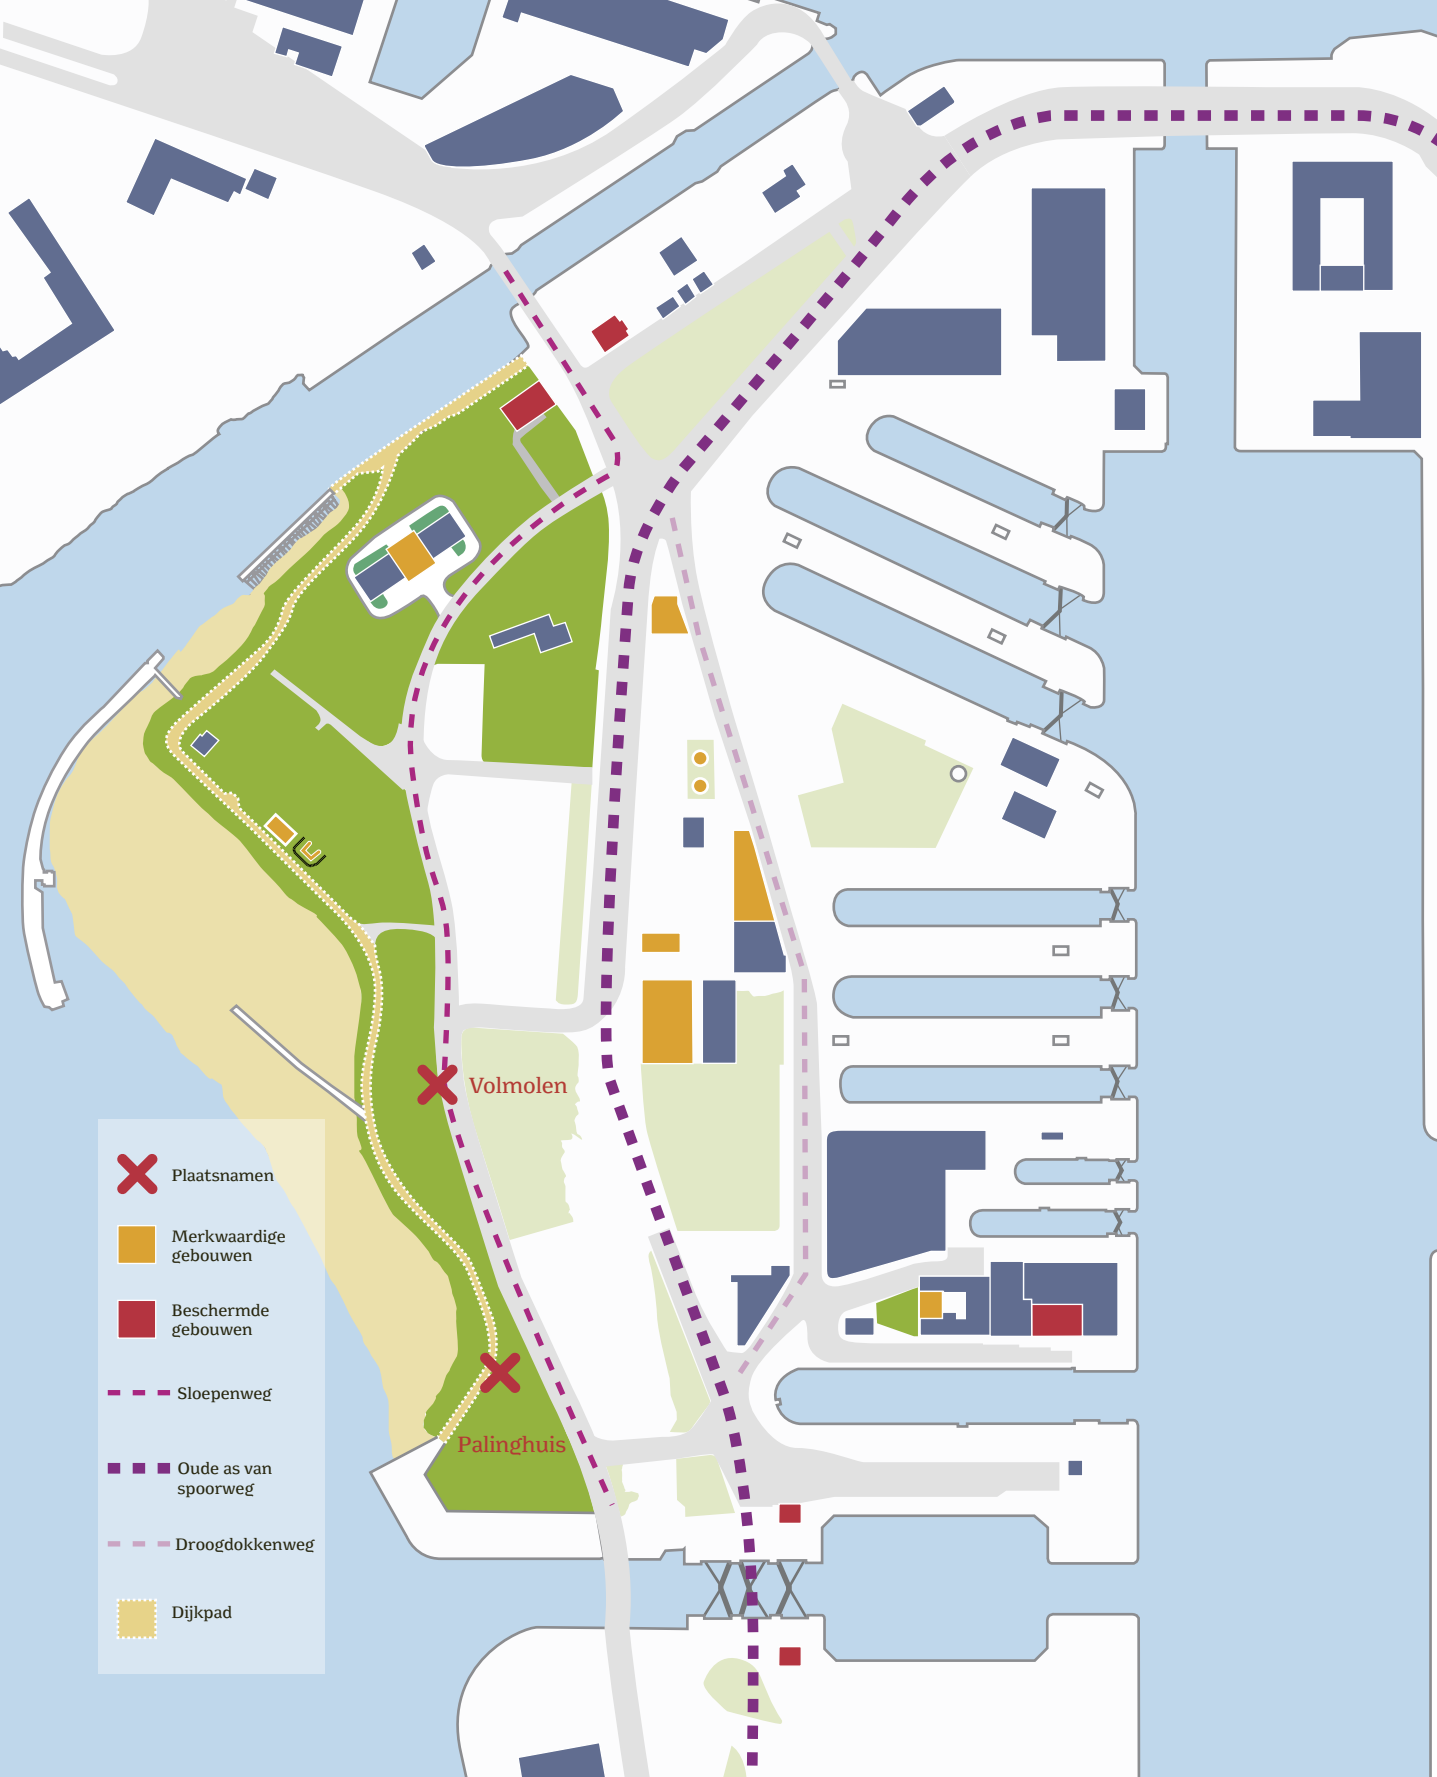 Volmolen
Plaatsnamen
Merkwaardige
gebouwen
Beschermde
gebouwen
Sloepenweg
Palinghuis
Oude as van
spoorweg
Droogdokkenweg
Dijkpad